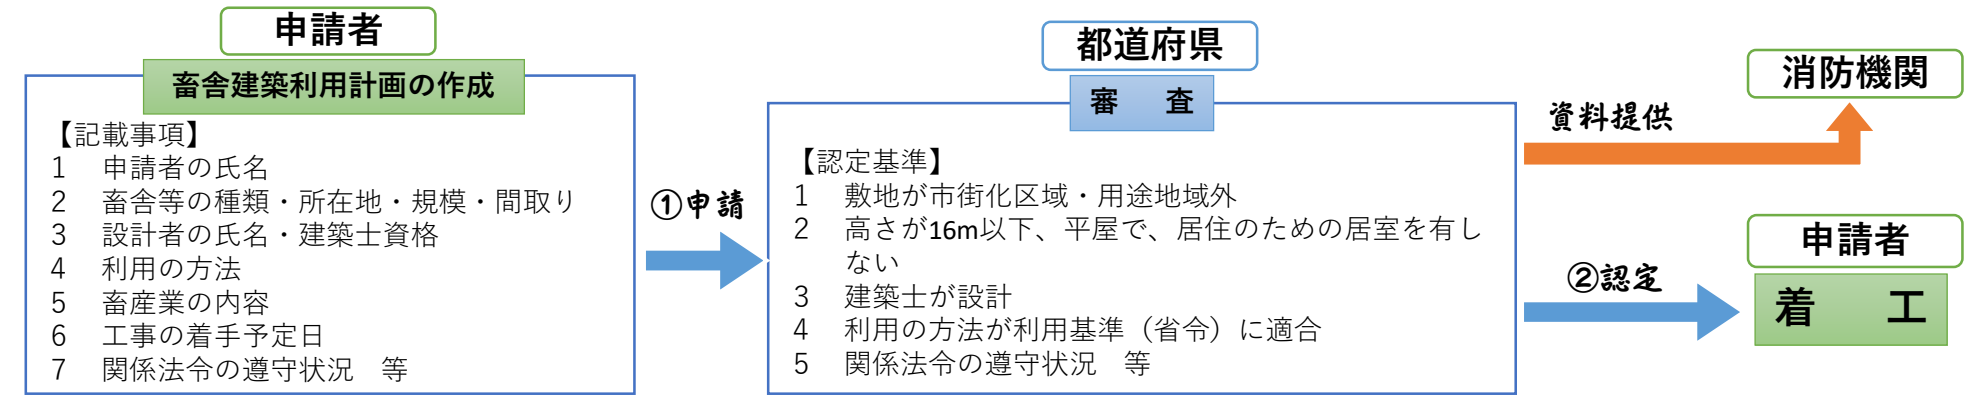 申請者
畜舎建築利用計画の作成
【記載事項】
1 申請者の氏名
2 畜舎等の種類・所在地・規模・間取り
3 設計者の氏名・建築士資格
4 利用の方法
5 畜産業の内容
6 工事の着手予定日
7 関係法令の遵守状況 等
①申請
都道府県
審 査
【認定基準】
1 敷地が市街化区域・用途地域外
2 高さが16m以下、平屋で、居住のための居室を有し
ない
3 建築士が設計
4 利用の方法が利用基準（省令）に適合
5 関係法令の遵守状況 等
資料提供
消防機関
②認定
申請者
着 工